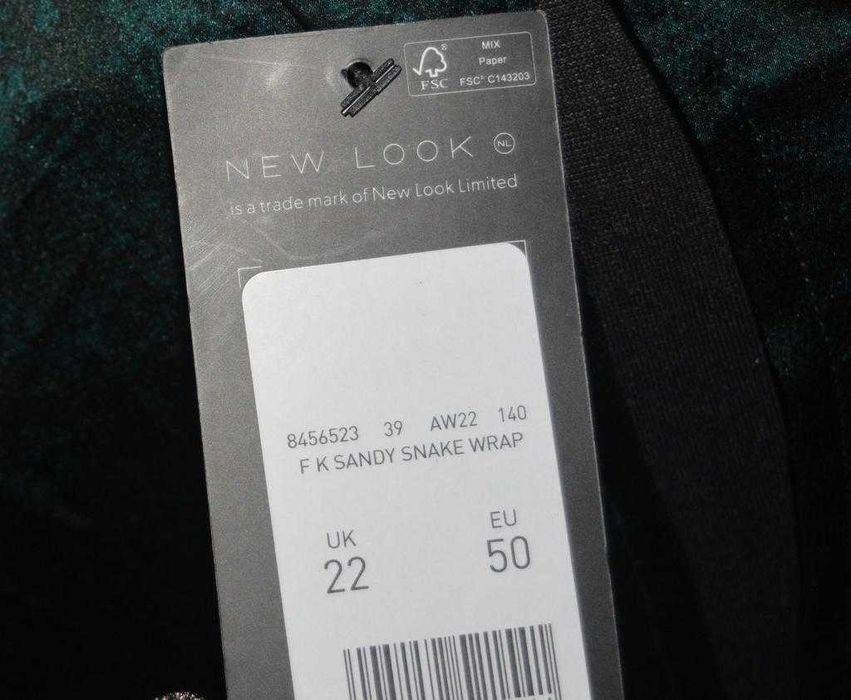 MIX
Paper
FSC® C143203
FSC®
NEW LOOK NL
is a trade mark of New Look Limited
8456523 39 AW22 140
F K SANDY SNAKE WRAP
UK EU
22 50